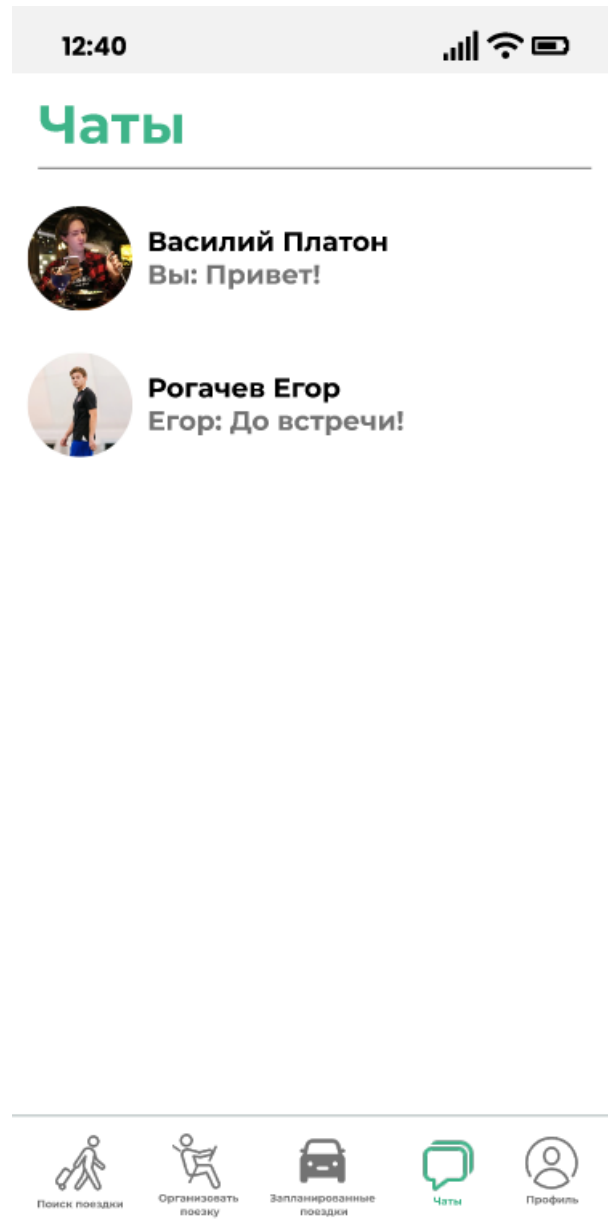 12:40
Чаты
Василий Платон
Вы: Привет!
Рогачев Егор
Егор: До встречи!
Поиск поездки
Организовать
поезку
Запланированные
поездки
Чаты
Профиль